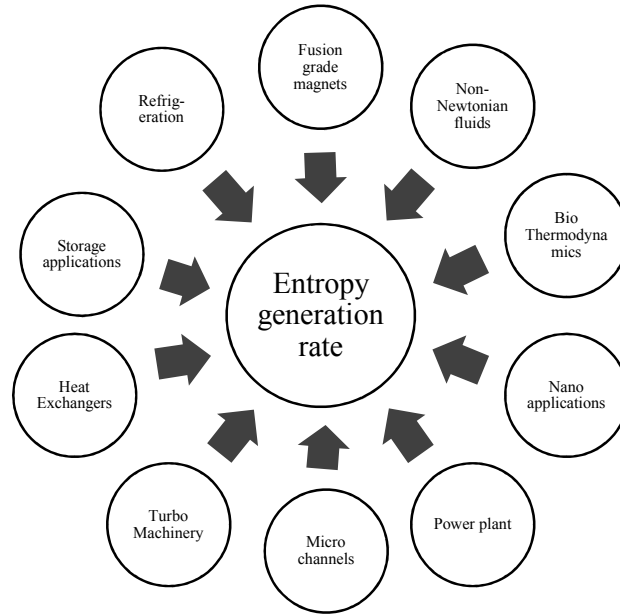 Fusion
grade
magnets
Non-
Newtonian
fluids
Bio
Thermodyna
mics
Nano
applications
Power plant
Micro
channels
Turbo
Machinery
Heat
Exchangers
Storage
applications
Refrig-
eration
Entropy
generation
rate